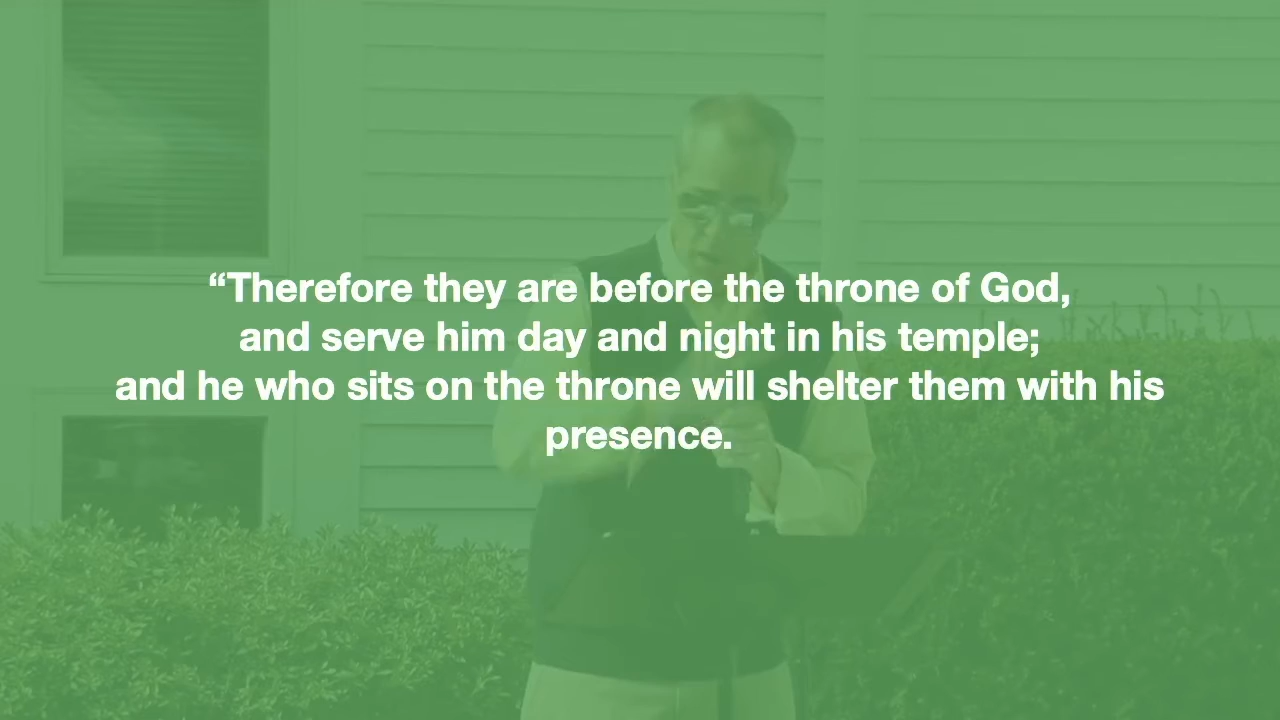 “Therefore they are before the throne of God,
and serve him day and night in his temple;
and he who sits on the throne will shelter them with his
presence.